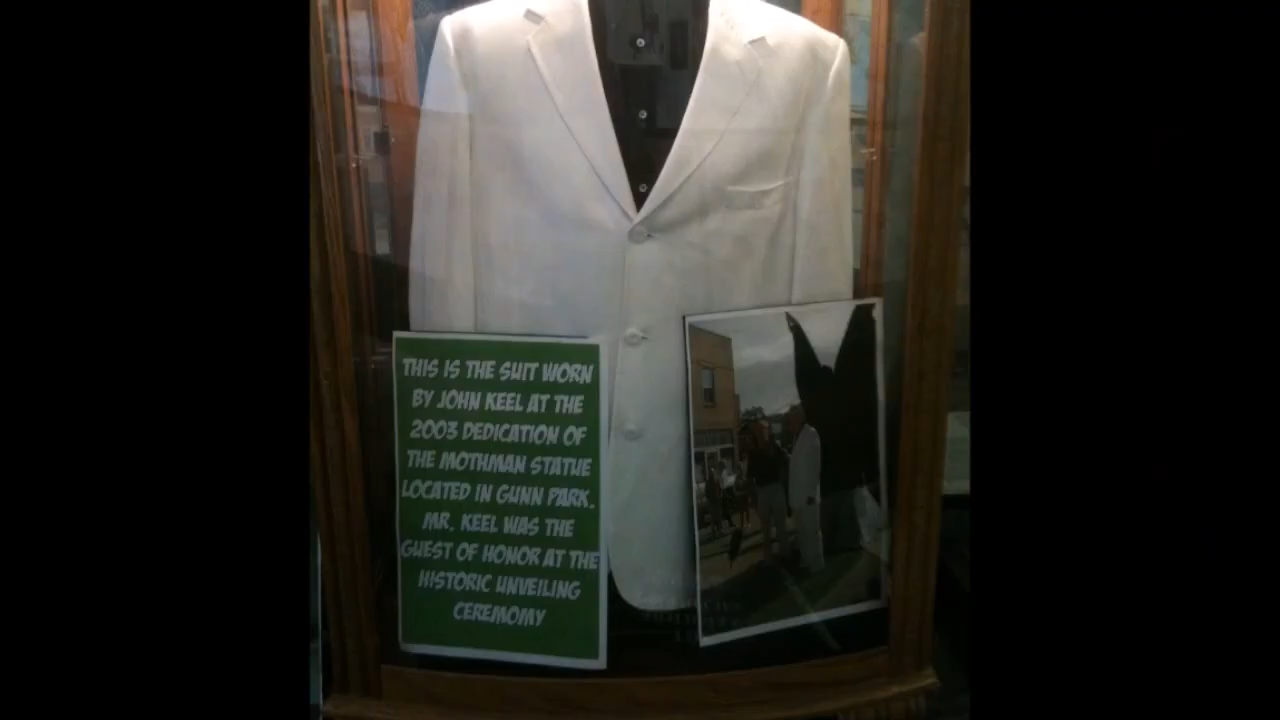 THIS IS THE SUIT WORN
BY JOHN KEEL AT THE
2003 DEDICATION OF
THE MOTHMAN STATUE
LOCATED IN GUNN PARK.
MR. KEEL WAS THE
GUEST OF HONOR AT THE
HISTORIC UNVEILING
CEREMOMY